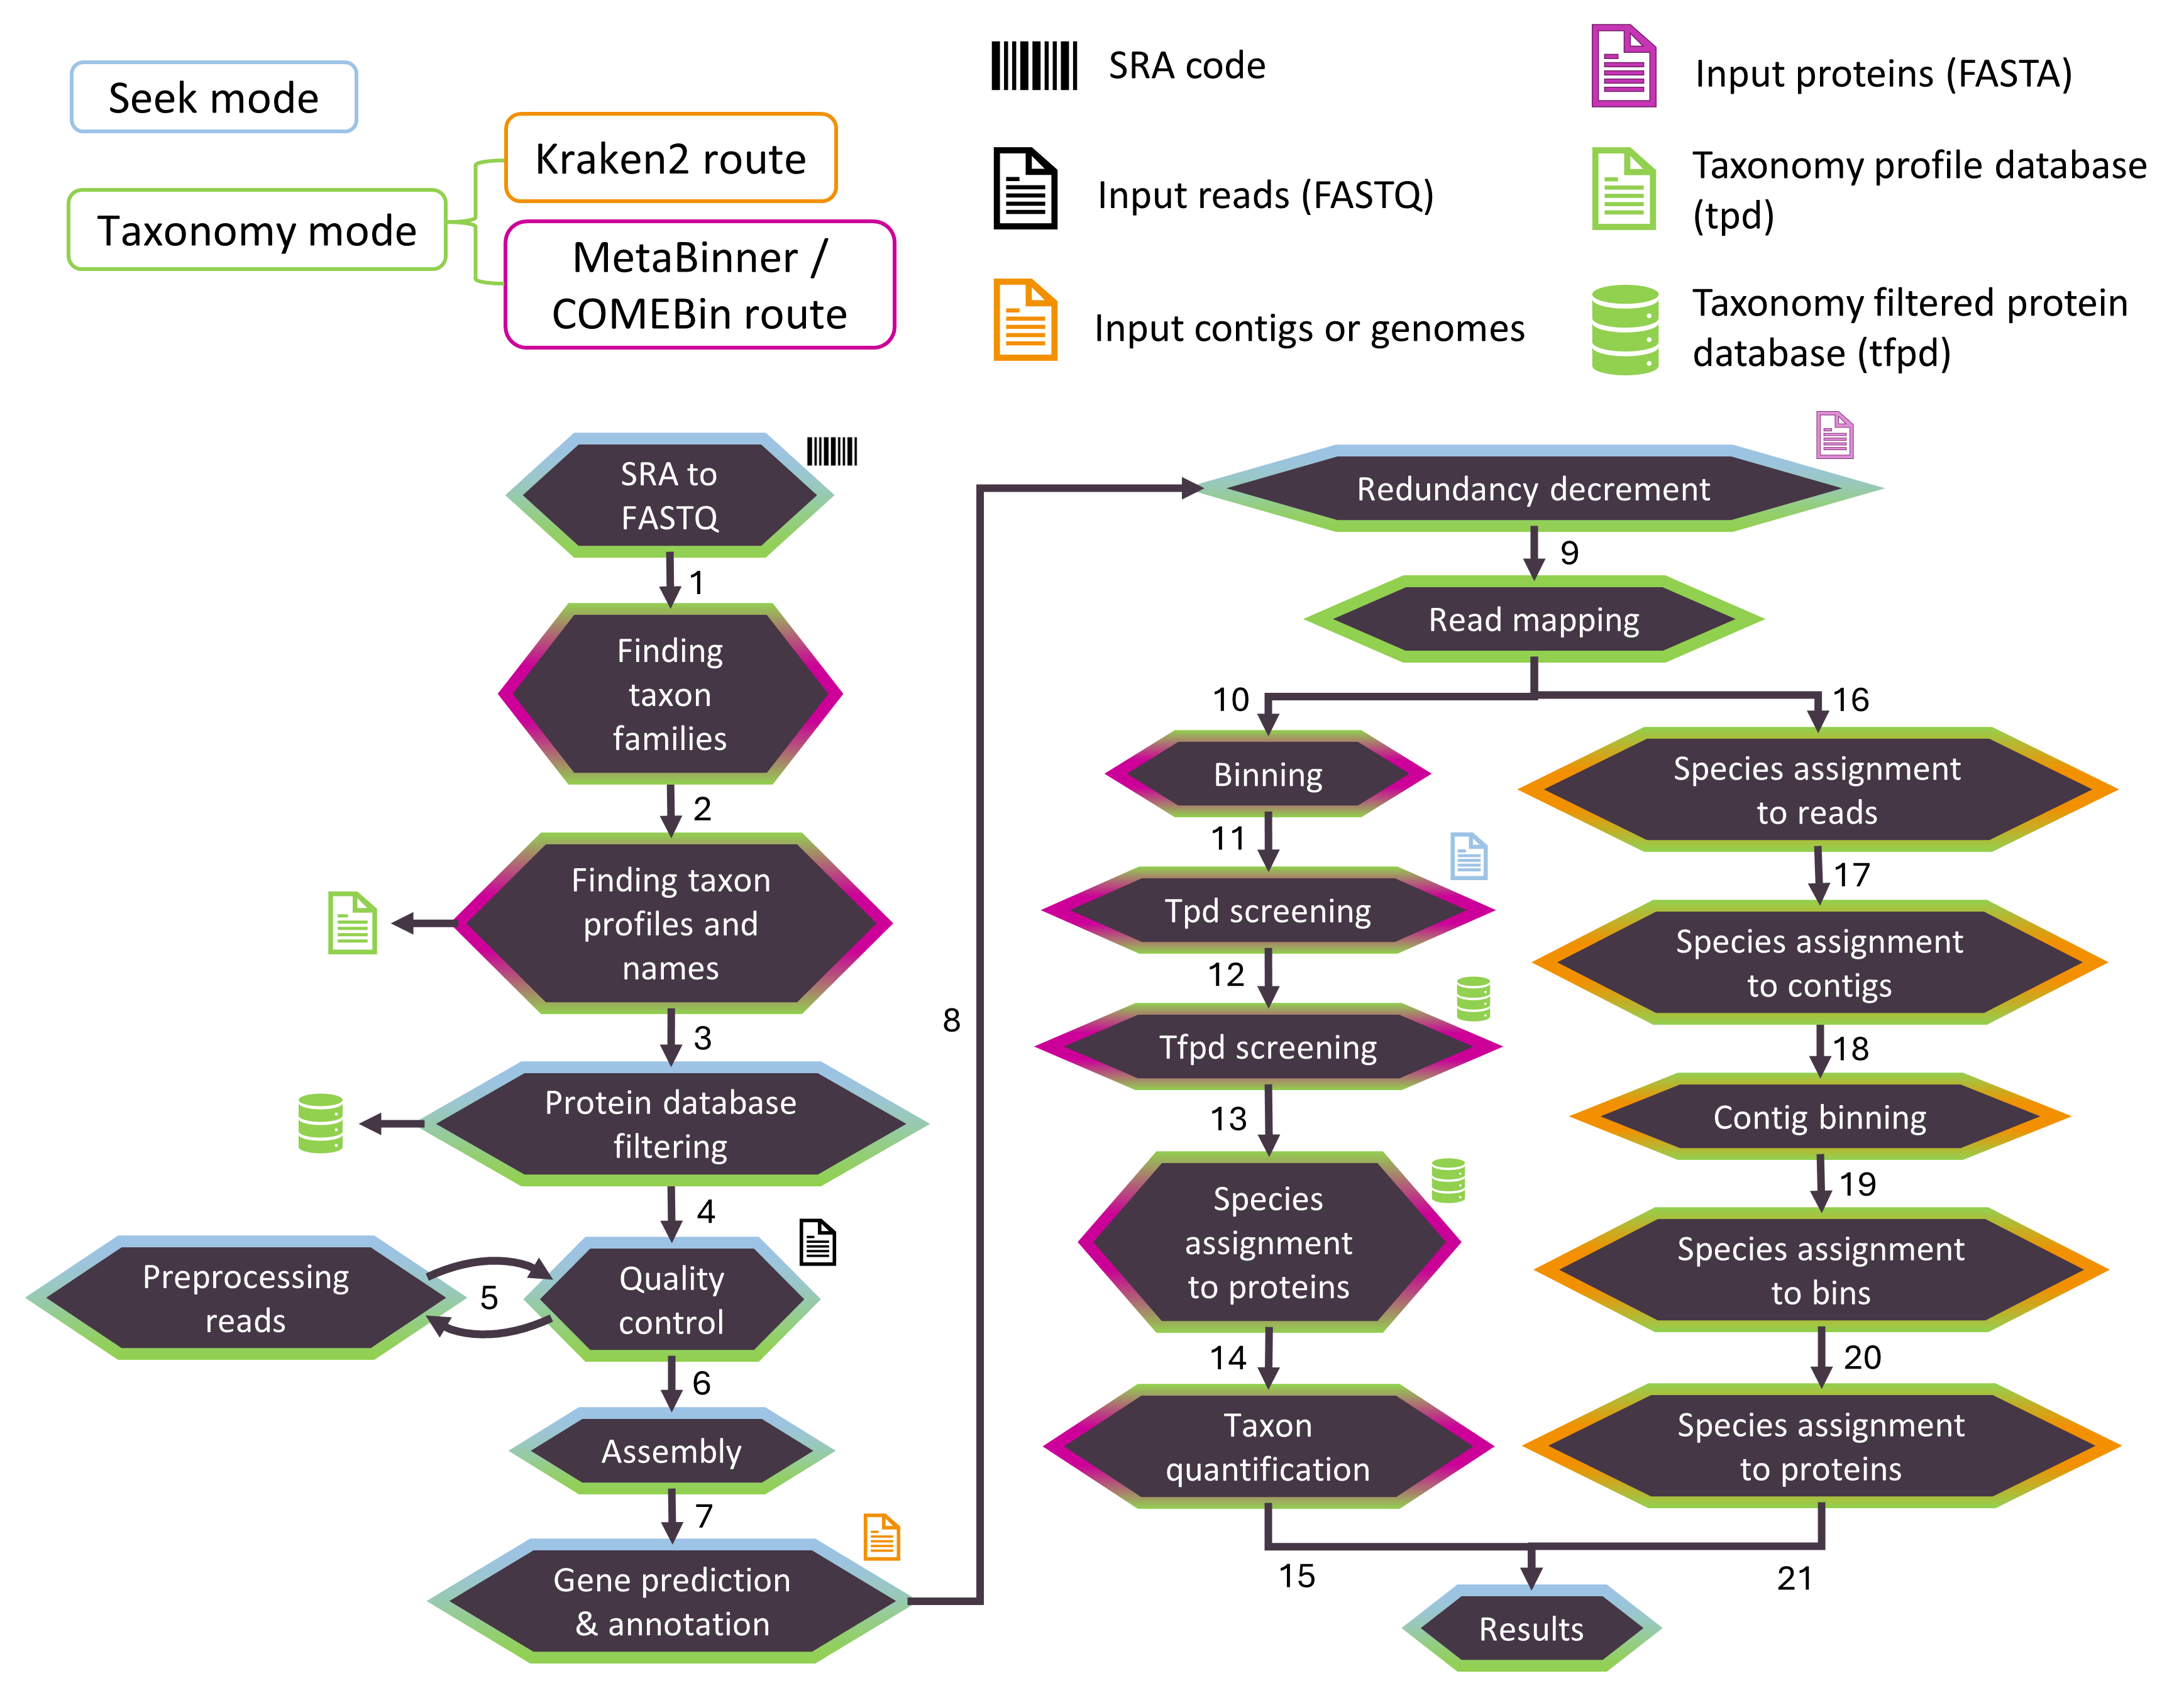 Seek mode
Taxonomy mode
Kraken2 route
MetaBinner /
COMEBin route
SRA code
Input reads (FASTQ)
Input contigs or genomes
Input proteins (FASTA)
Taxonomy profile database
(tpd)
Taxonomy filtered protein
database (tfpd)
SRA to
FASTQ
1
Finding
taxon
families
2
Finding taxon
profiles and
names
3
Protein database
filtering
4
Preprocessing
reads
5
Quality
control
6
Assembly
7
Gene prediction
& annotation
8
Redundancy decrement
9
Read mapping
10
Binning
11
Tpd screening
12
Tfpd screening
13
Species
assignment
to proteins
14
Taxon
quantification
15
16
Species assignment
to reads
17
Species assignment
to contigs
18
Contig binning
19
Species assignment
to bins
20
Species assignment
to proteins
21
Results